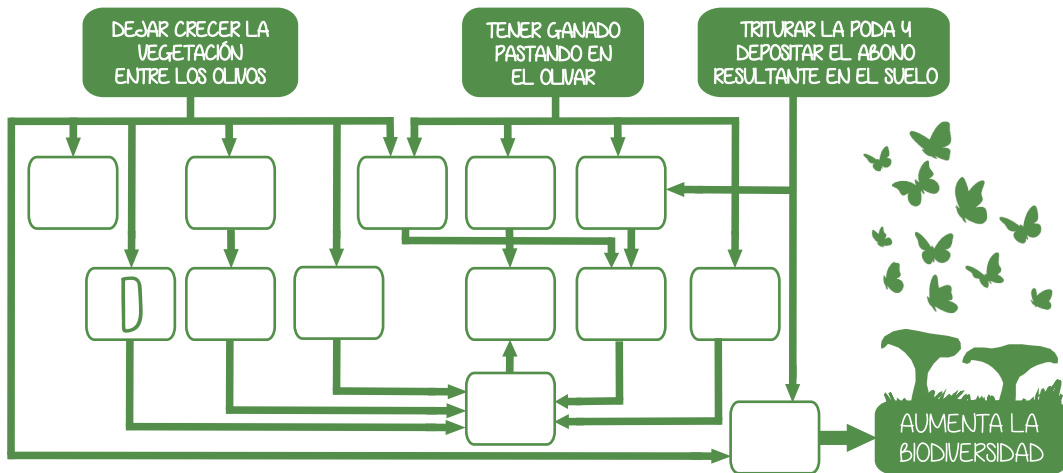 DEJAR CRECER LA
VEGETACIÓN
ENTRE LOS OLIVOS
TENER GANADO
PASTANDO EN
EL OLIVAR
TRITURAR LA PODA Y
DEPOSITAR EL ABONO
RESULTANTE EN EL SUELO
D
AUMENTA LA
BIODIVERSIDAD